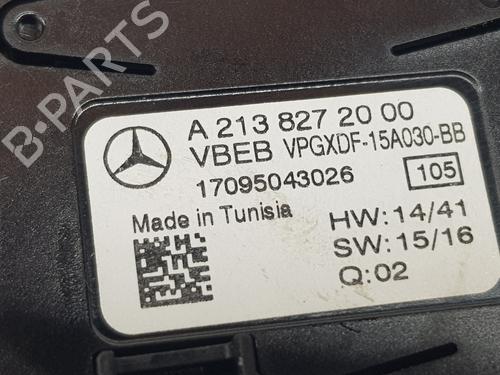 B-PARTS
A 213 827 20 00
VBEB VPGXDF-15A030-BB
17095043026 105
Made in Tunisia
HW: 14/41
SW: 15/16
Q: 02